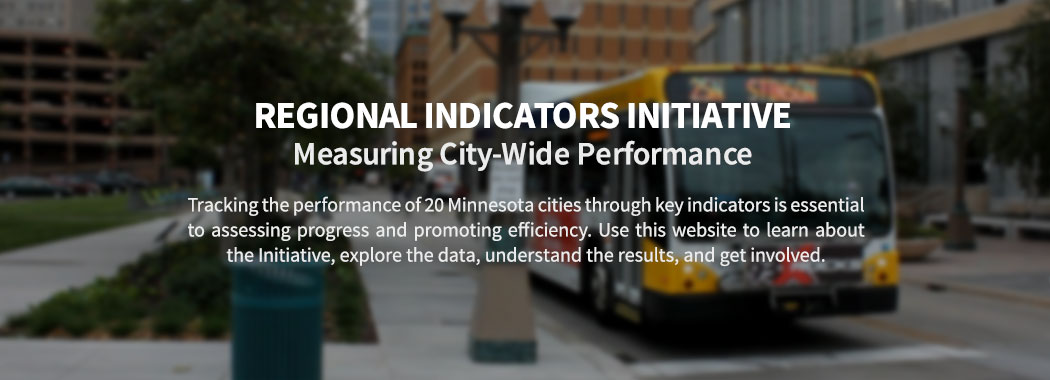 REGIONAL INDICATORS INITIATIVE
Measuring City-Wide Performance
Tracking the performance of 20 Minnesota cities through key indicators is essential
to assessing progress and promoting efficiency. Use this website to learn about
the Initiative, explore the data, understand the results, and get involved.